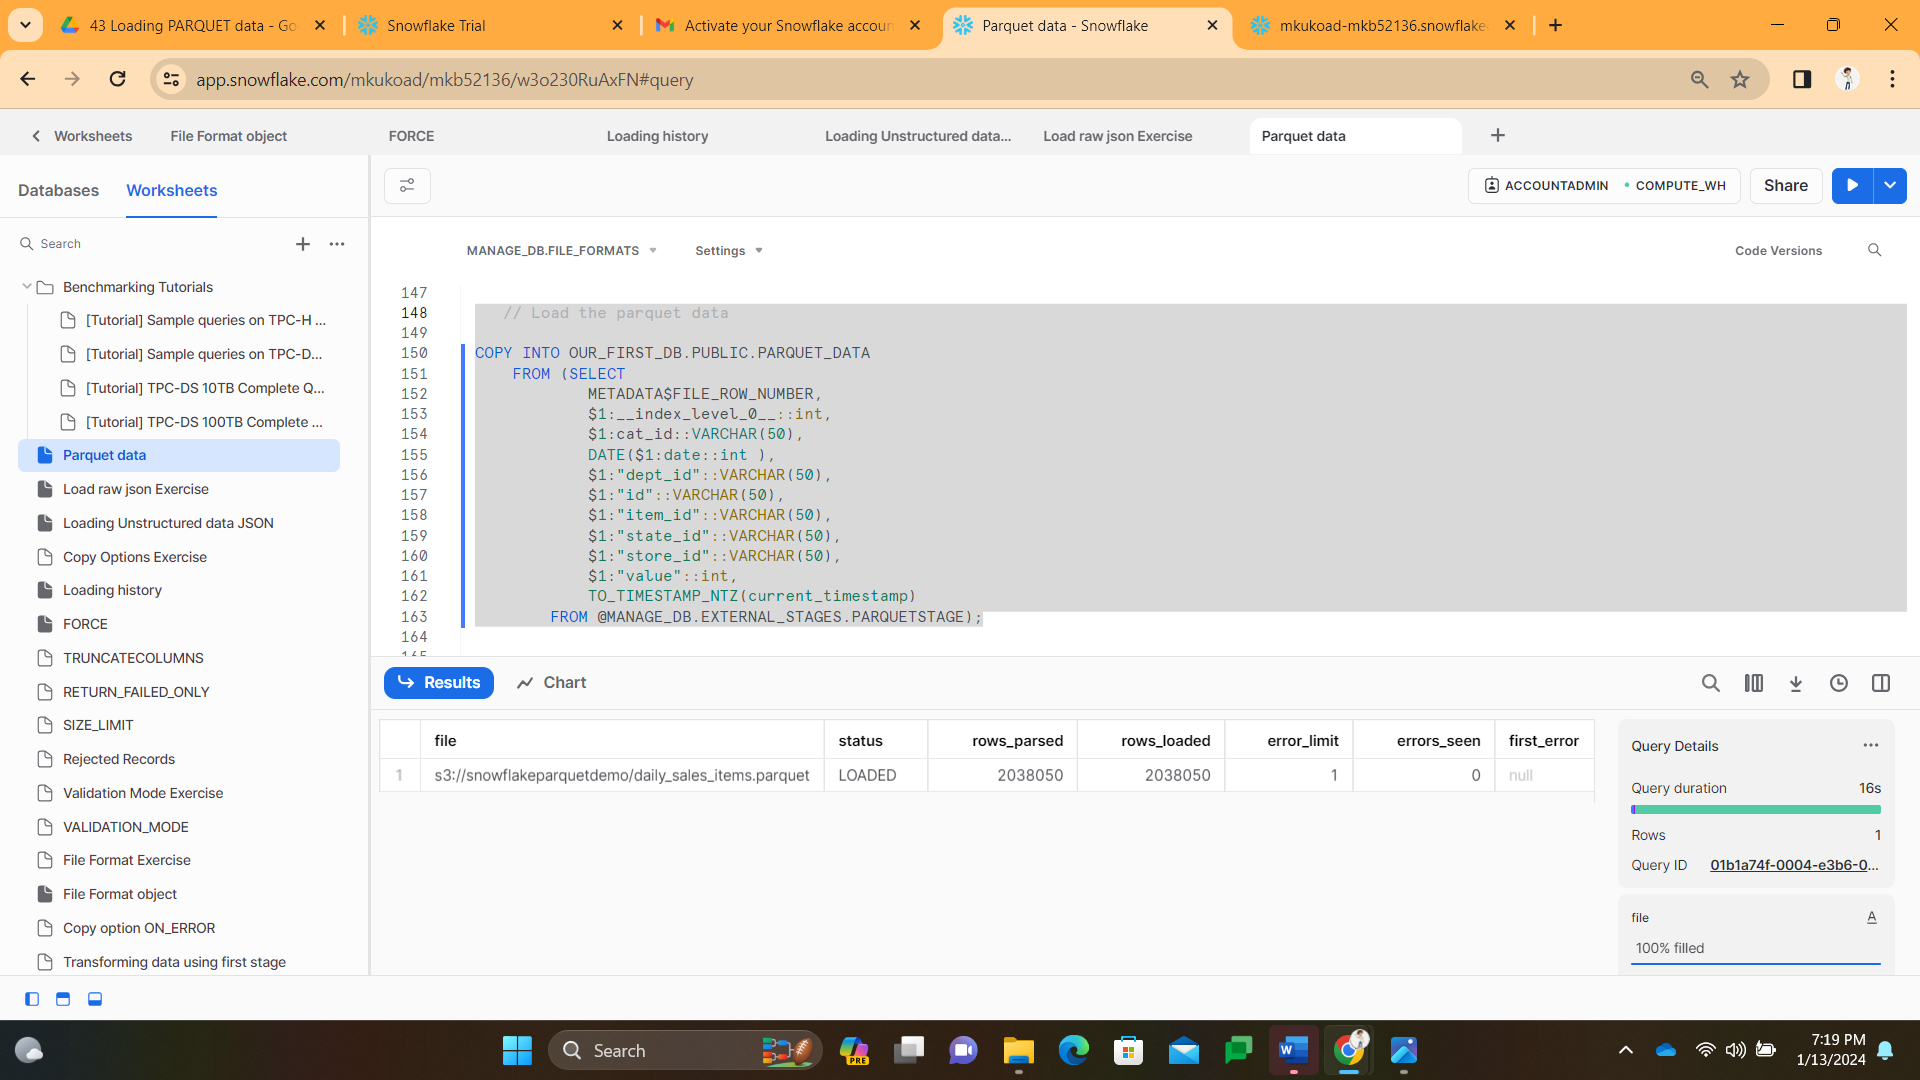 43 Loading PARQUET data - Go
Snowflake Trial
Activate your Snowflake accoun
Parquet data - Snowflake
mkukoad-mkb52136.snowflake
app.snowflake.com/mkukoad/mkb52136/w3o230RuAxFN#query
Worksheets
File Format object
FORCE
Loading history
Loading Unstructured data...
Load raw json Exercise
Parquet data
Databases
Worksheets
ACCOUNTADMIN
COMPUTE_WH
Share
Search
MANAGE_DB.FILE_FORMATS
Settings
Code Versions
Benchmarking Tutorials
[Tutorial] Sample queries on TPC-H ...
[Tutorial] Sample queries on TPC-D...
[Tutorial] TPC-DS 10TB Complete Q...
[Tutorial] TPC-DS 100TB Complete ...
Parquet data
Load raw json Exercise
Loading Unstructured data JSON
Copy Options Exercise
Loading history
FORCE
TRUNCATECOLUMNS
RETURN_FAILED_ONLY
SIZE_LIMIT
Rejected Records
Validation Mode Exercise
VALIDATION_MODE
File Format Exercise
File Format object
Copy option ON_ERROR
Transforming data using first stage
147
148 // Load the parquet data
149
150 COPY INTO OUR_FIRST_DB.PUBLIC.PARQUET_DATA
151 FROM (SELECT
152 METADATA$FILE_ROW_NUMBER,
153 $1:__index_level_0__::int,
154 $1:cat_id::VARCHAR(50),
155 DATE($1:date::int ),
156 $1:"dept_id"::VARCHAR(50),
157 $1:"id"::VARCHAR(50),
158 $1:"item_id"::VARCHAR(50),
159 $1:"state_id"::VARCHAR(50),
160 $1:"store_id"::VARCHAR(50),
161 $1:"value"::int,
162 TO_TIMESTAMP_NTZ(current_timestamp)
163 FROM @MANAGE_DB.EXTERNAL_STAGES.PARQUETSTAGE);
164
165
Results
Chart
file status rows_parsed rows_loaded error_limit errors_seen first_error
1 s3://snowflakeparquetdemo/daily_sales_items.parquet LOADED 2038050 2038050 1 0 null
Query Details
Query duration 16s
Rows 1
Query ID 01b1a74f-0004-e3b6-0...
file
A
100% filled
Search
PRE
7:19 PM
1/13/2024